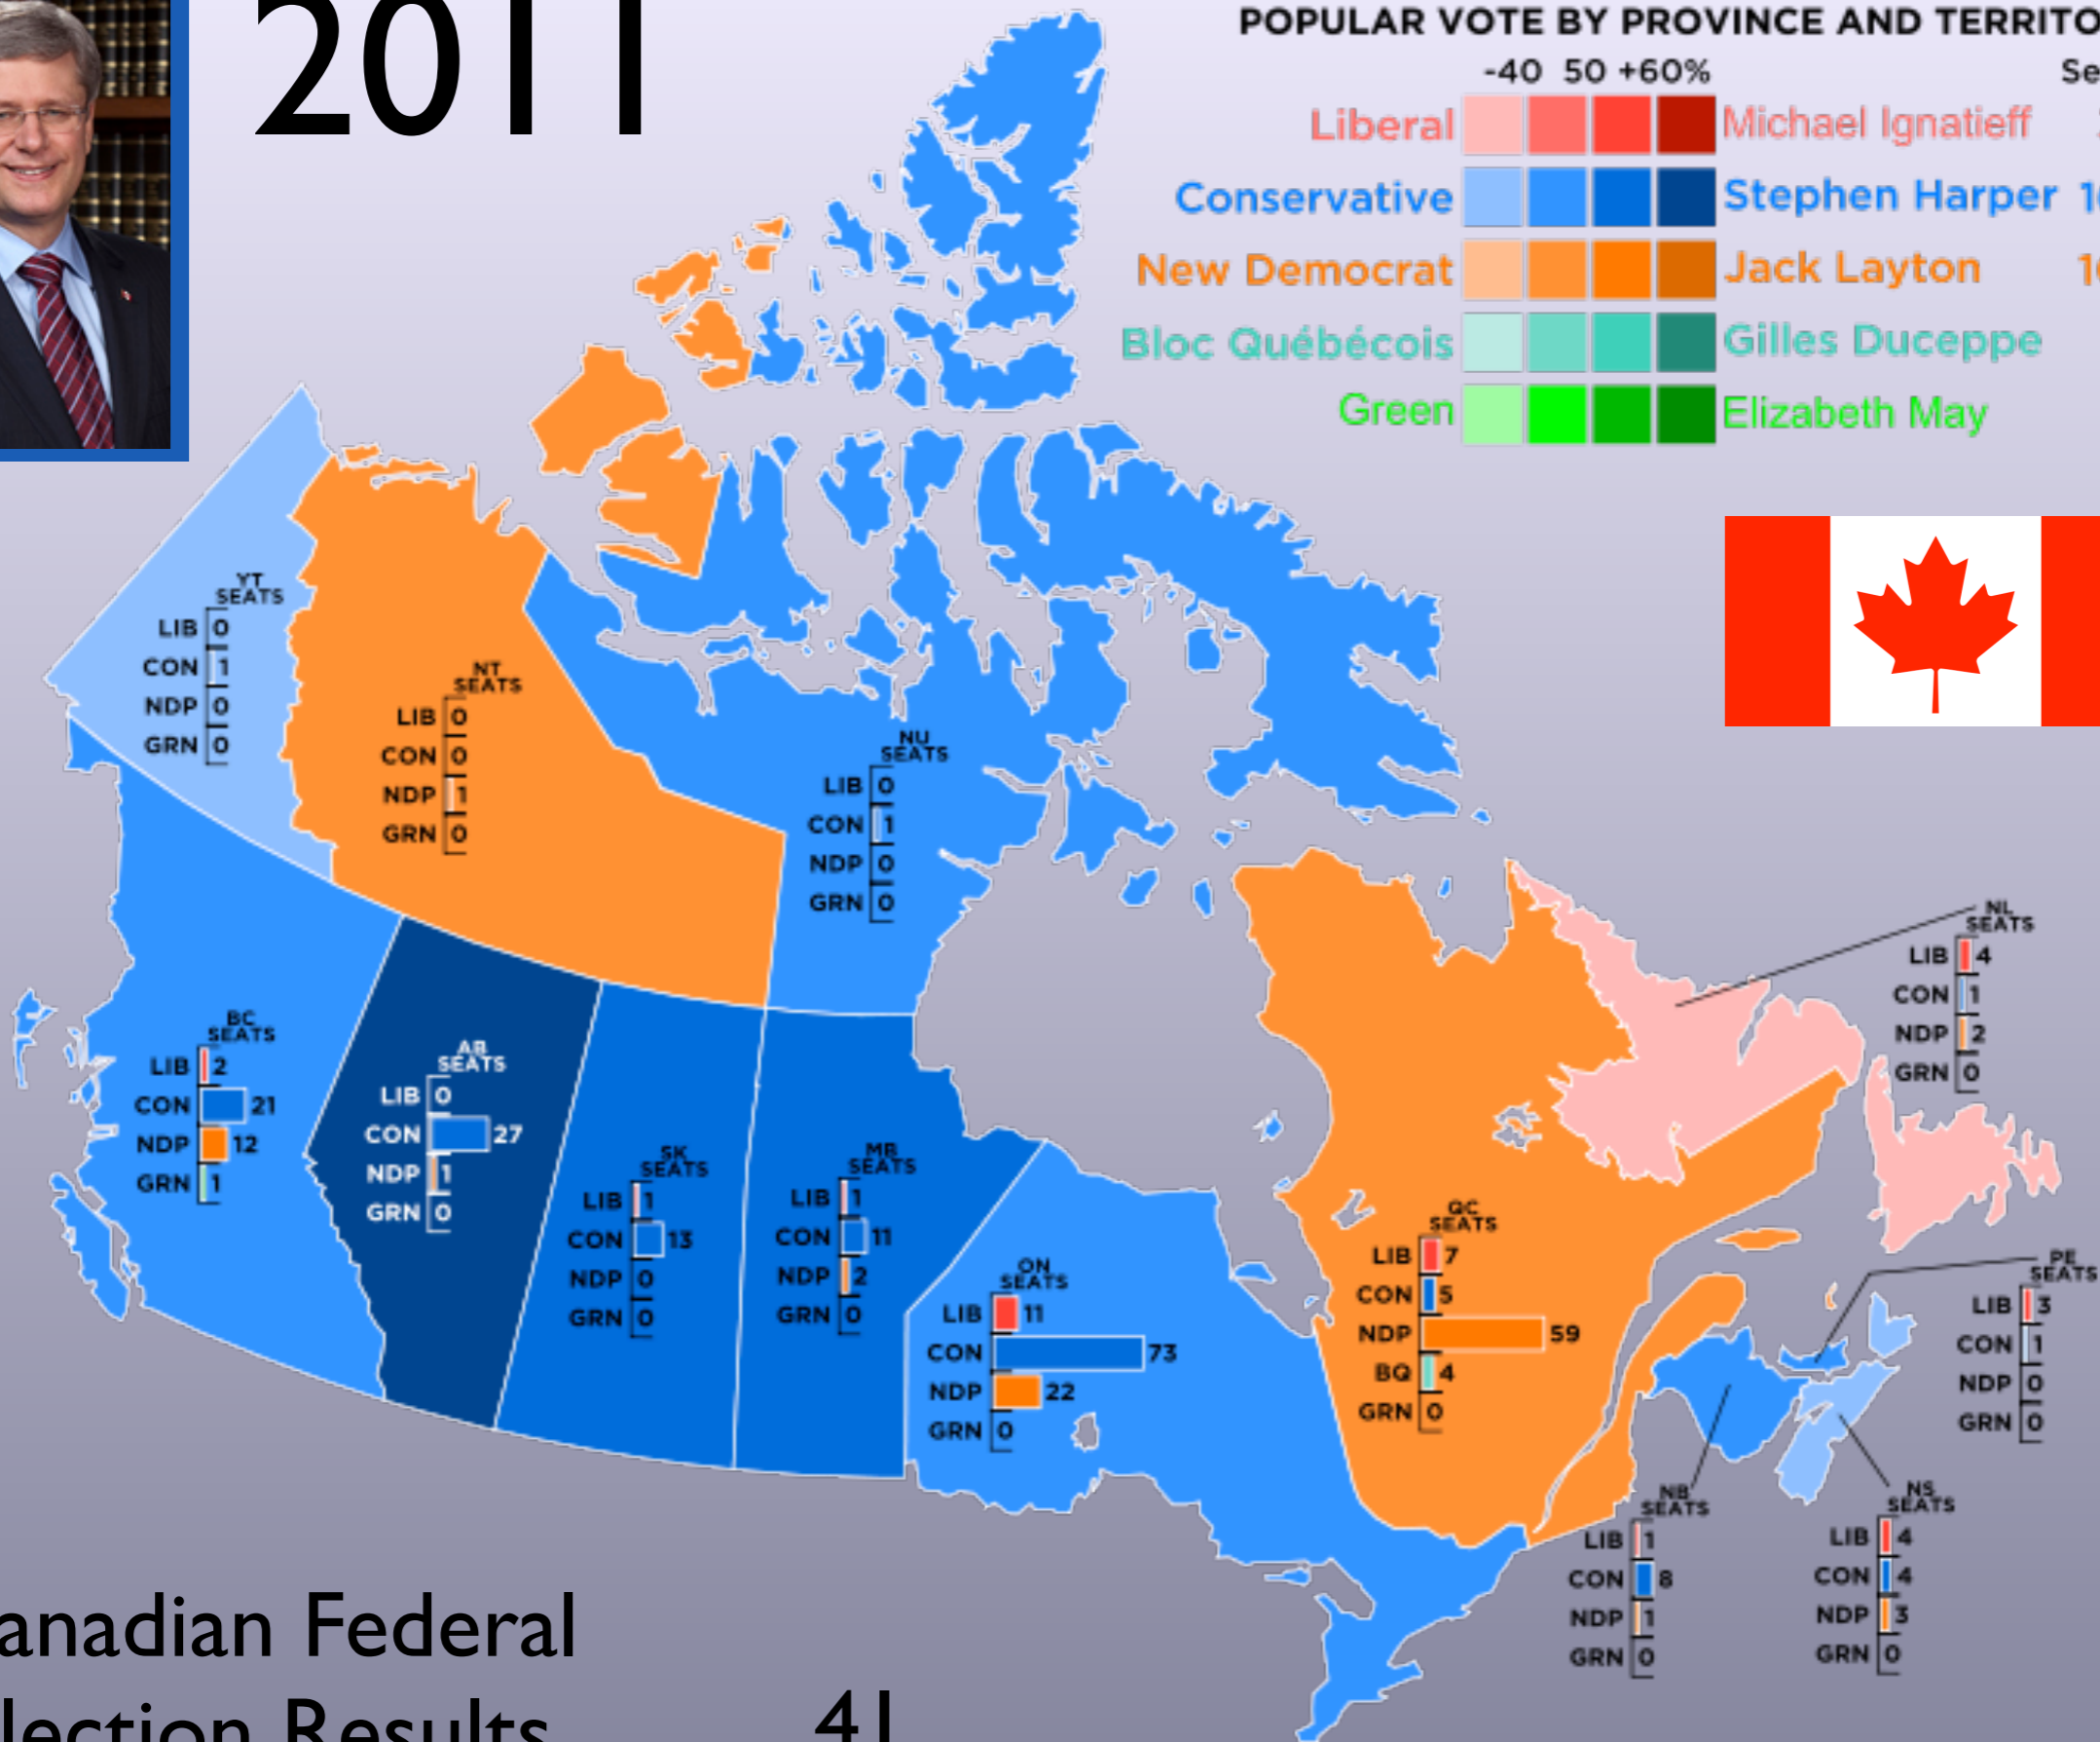 2011
POPULAR VOTE BY PROVINCE AND TERRITO
-40 50 +60%
Se
Liberal Michael Ignatieff
Conservative Stephen Harper 1
New Democrat Jack Layton 1
Bloc Québécois Gilles Duceppe
Green Elizabeth May
YT
SEATS
LIB 0
CON 1
NDP 0
GRN 0
NT
SEATS
LIB 0
CON 0
NDP 1
GRN 0
NU
SEATS
LIB 0
CON 1
NDP 0
GRN 0
NL
SEATS
LIB 4
CON 1
NDP 2
GRN 0
BC
SEATS
LIB 2
CON 21
NDP 12
GRN 1
AB
SEATS
LIB 0
CON 27
NDP 1
GRN 0
SK
SEATS
LIB 1
CON 13
NDP 0
GRN 0
MB
SEATS
LIB 1
CON 11
NDP 2
GRN 0
ON
SEATS
LIB 11
CON 73
NDP 22
GRN 0
QC
SEATS
LIB 7
CON 5
NDP 59
BQ 4
GRN 0
PE
SEATS
LIB 3
CON 1
NDP 0
GRN 0
NB
SEATS
LIB 1
CON 8
NDP 1
GRN 0
NS
SEATS
LIB 4
CON 4
NDP 3
GRN 0
anadian Federal
lection Results
41